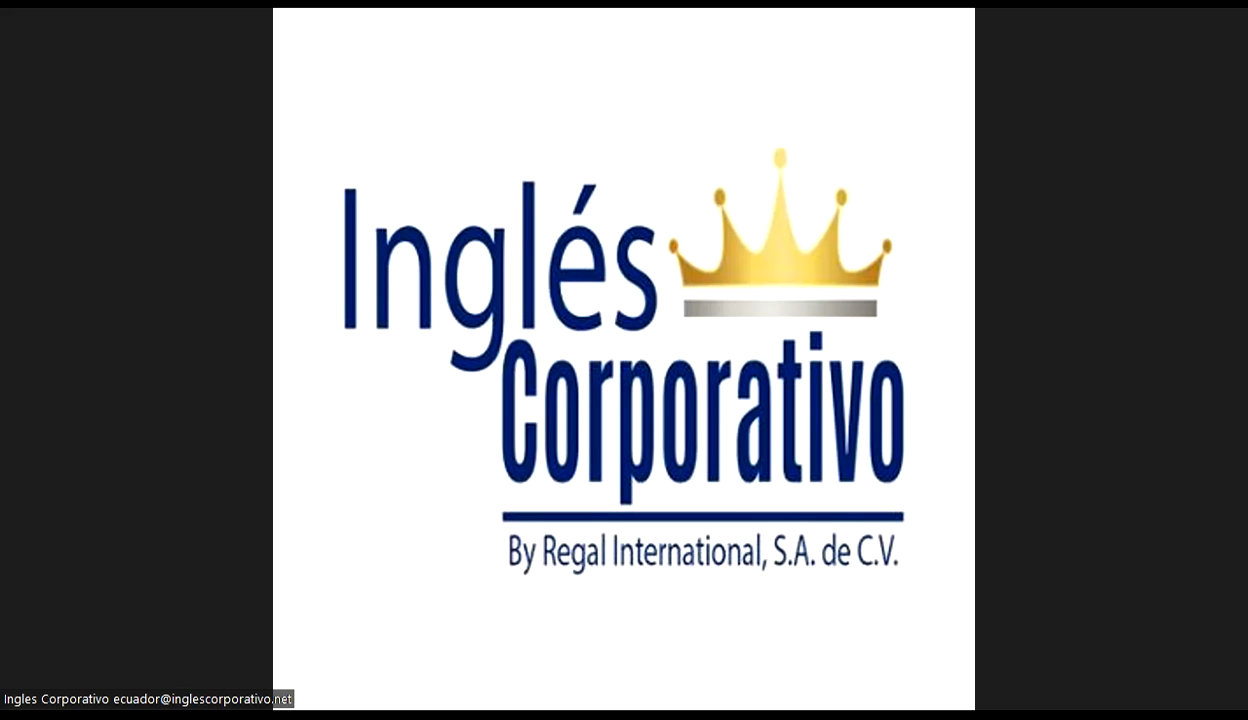 Inglés
Corporativo
By Regal International, S.A. de C.V.
Ingles Corporativo ecuador@inglescorporativo.net